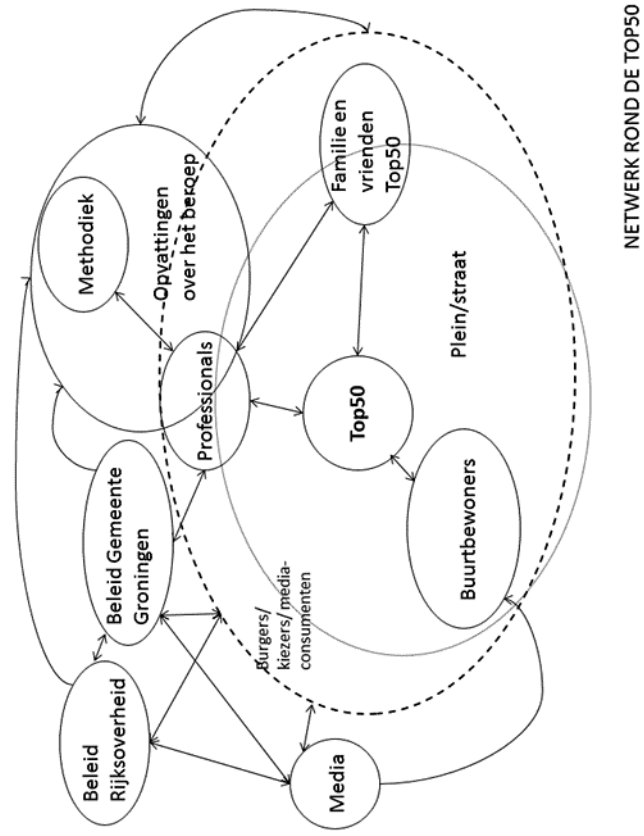 NETWERK ROND DE TOP50
Beleid
Rijksoverheid
Beleid Gemeente
Groningen
Methodiek
Opvattingen
over het beroep
Professionals
Burgers/
kiezers/media-
consumenten
Familie en
vrienden
Top50
Top50
Plein/straat
Media
Buurtbewoners